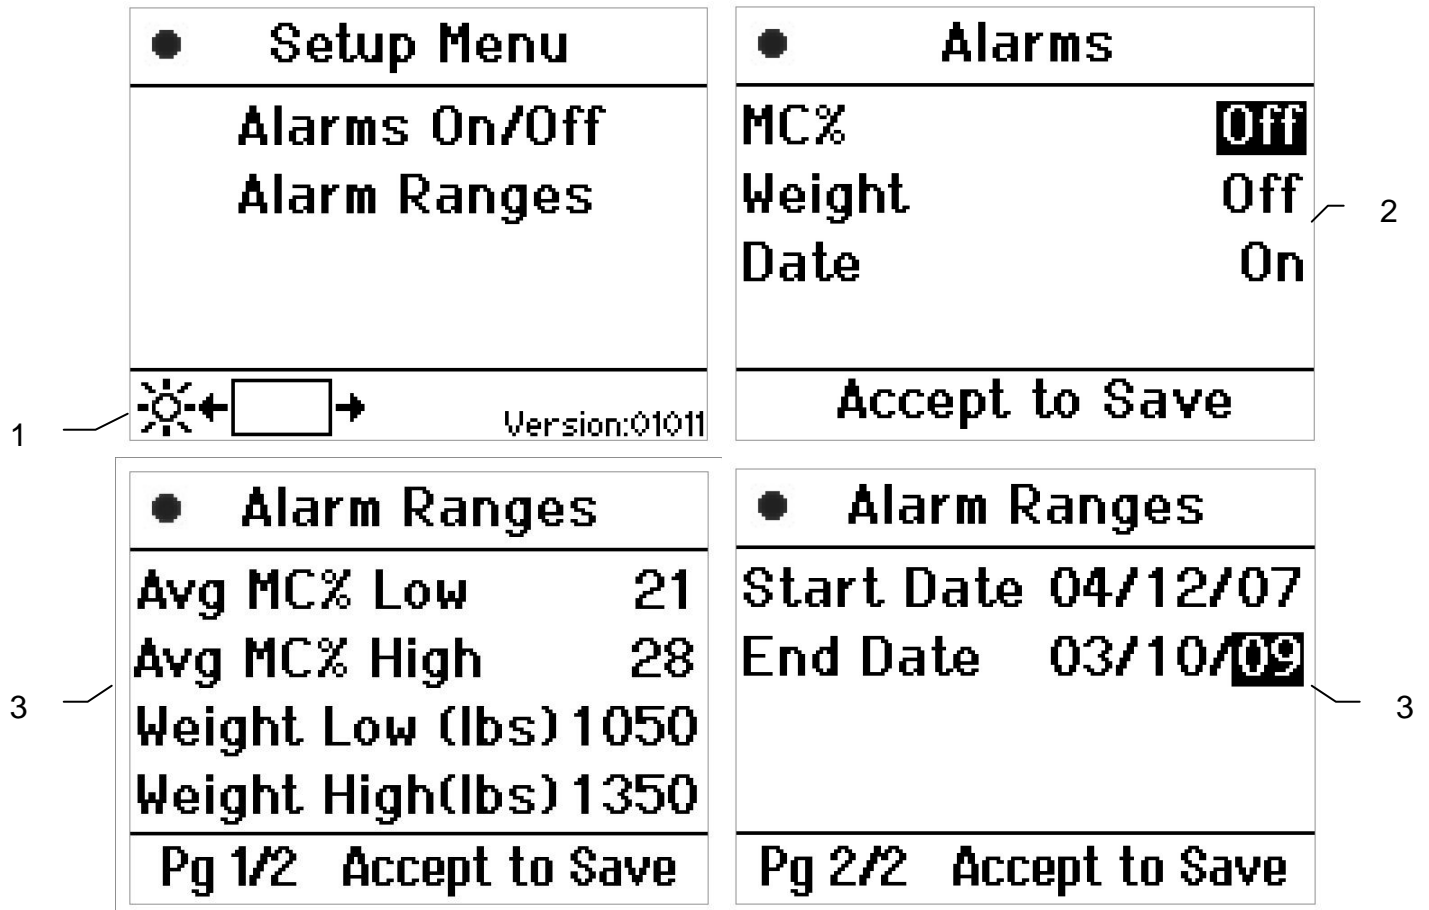 Setup Menu
Alarms On/Off
Alarm Ranges
Version:01011
1
Alarms
MC% Off
Weight Off
Date On
Accept to Save
2
Alarm Ranges
Avg MC% Low 21
Avg MC% High 28
Weight Low (lbs) 1050
Weight High(lbs) 1350
Pg 1/2 Accept to Save
3
Alarm Ranges
Start Date 04/12/07
End Date 03/10/09
Pg 2/2 Accept to Save
3